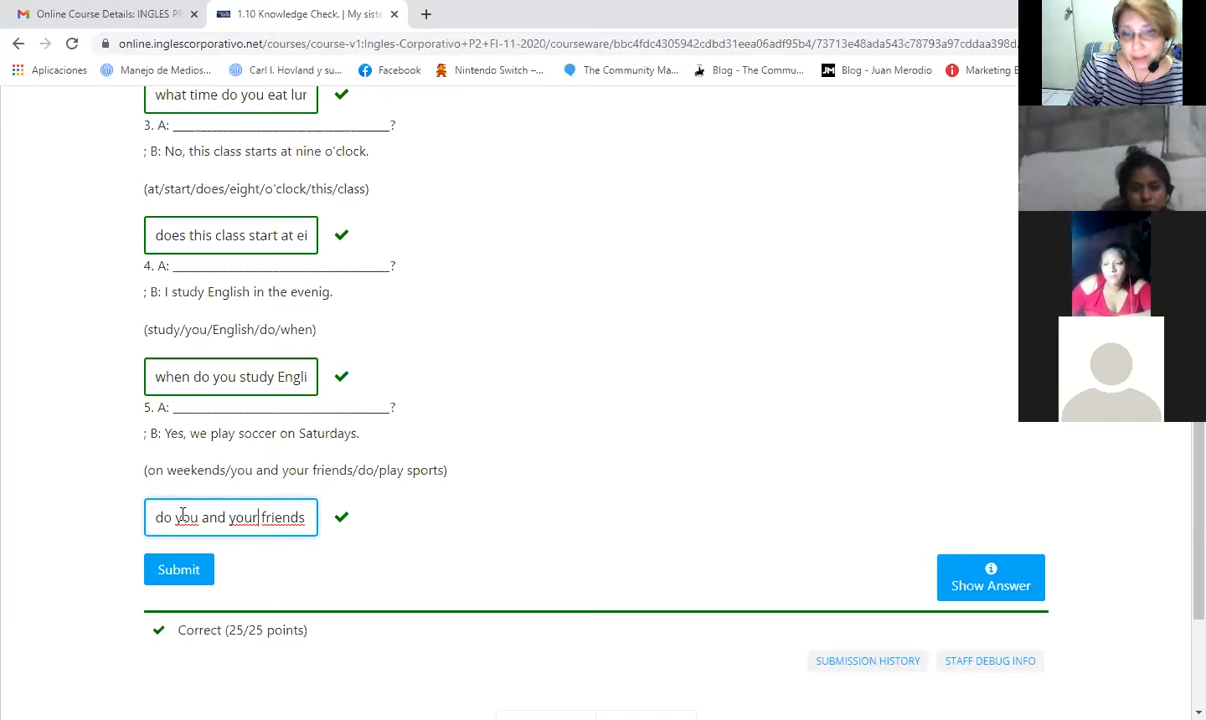 Online Course Details: INGLES PR
1.10 Knowledge Check. | My siste
online.inglescorporativo.net/courses/course-v1:Ingles-Corporativo+P2+FI-11-2020/courseware/bbc4fdc4305942cdbd31eea06adf95b4/73713e48ada543c78793a97cddaa398d
Aplicaciones
Manejo de Medios...
Carl I. Hovland y su...
Facebook
Nintendo Switch –...
The Community Ma...
Blog - The Commu...
Blog - Juan Merodio
Marketing E
what time do you eat lur
3. A: ______________________________?
; B: No, this class starts at nine o'clock.
(at/start/does/eight/o'clock/this/class)
does this class start at ei
4. A: ______________________________?
; B: I study English in the evenig.
(study/you/English/do/when)
when do you study Engli
5. A: ______________________________?
; B: Yes, we play soccer on Saturdays.
(on weekends/you and your friends/do/play sports)
do you and your friends
Submit
Show Answer
Correct (25/25 points)
SUBMISSION HISTORY
STAFF DEBUG INFO